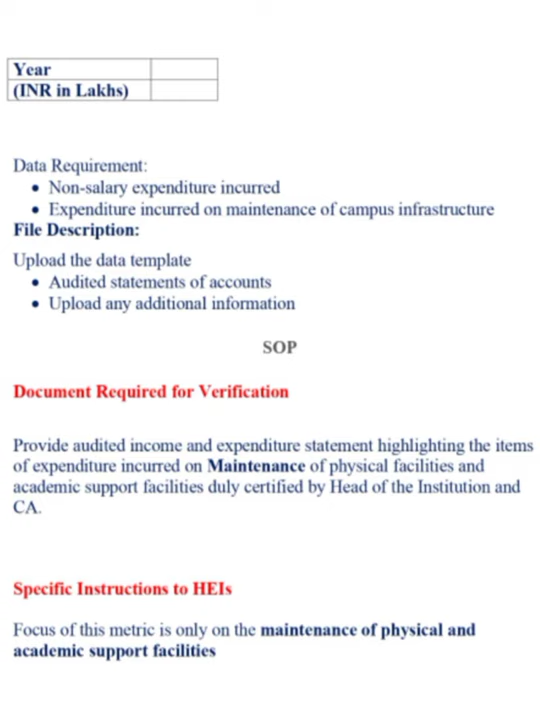 Year
(INR in Lakhs)
Data Requirement:
• Non-salary expenditure incurred
• Expenditure incurred on maintenance of campus infrastructure
File Description:
Upload the data template
• Audited statements of accounts
• Upload any additional information
SOP
Document Required for Verification
Provide audited income and expenditure statement highlighting the items
of expenditure incurred on Maintenance of physical facilities and
academic support facilities duly certified by Head of the Institution and
CA.
Specific Instructions to HEIs
Focus of this metric is only on the maintenance of physical and
academic support facilities